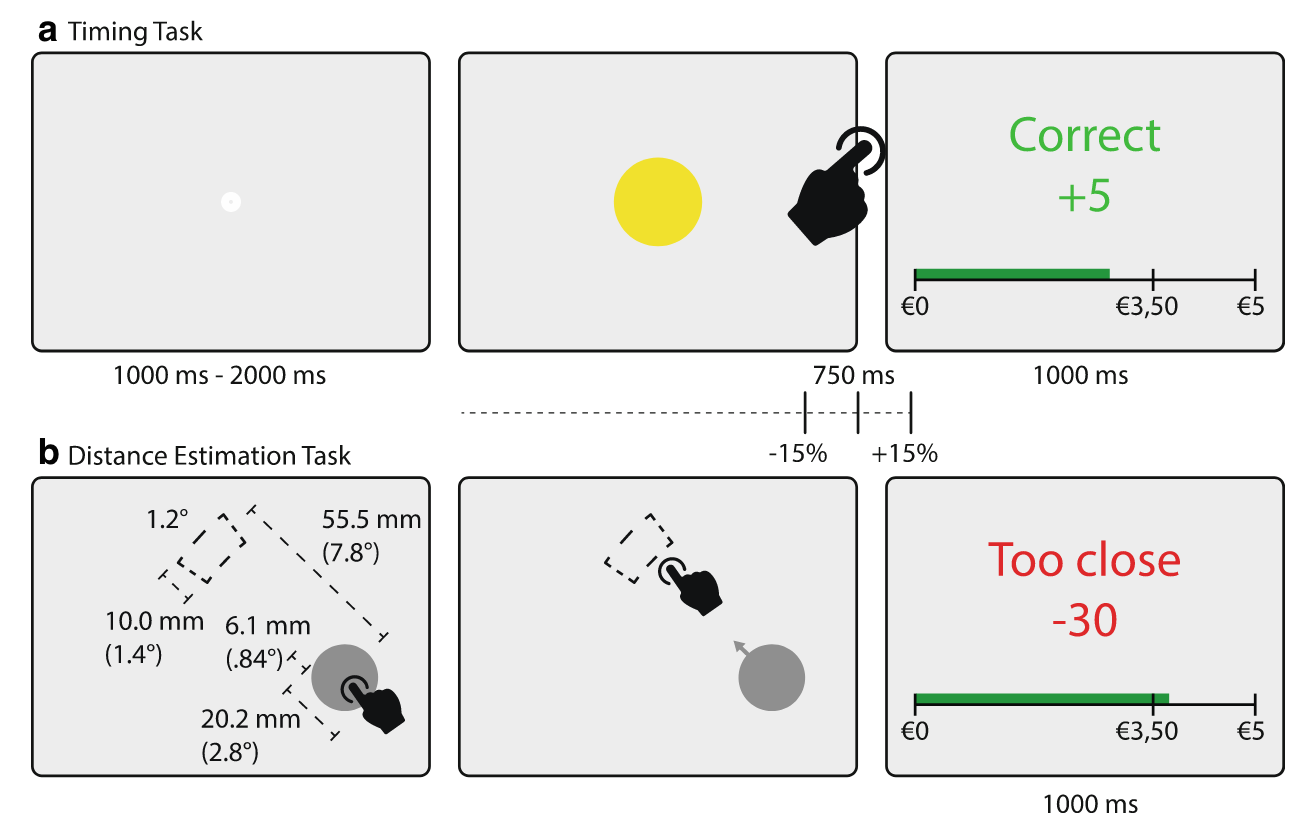 a Timing Task
Correct
+5
€0
€3,50
€5
1000 ms - 2000 ms
750 ms
1000 ms
-15%
+15%
b Distance Estimation Task
1.2°
55.5 mm
(7.8°)
10.0 mm
(1.4°)
6.1 mm
(.84°)
20.2 mm
(2.8°)
Too close
-30
€0
€3,50
€5
1000 ms